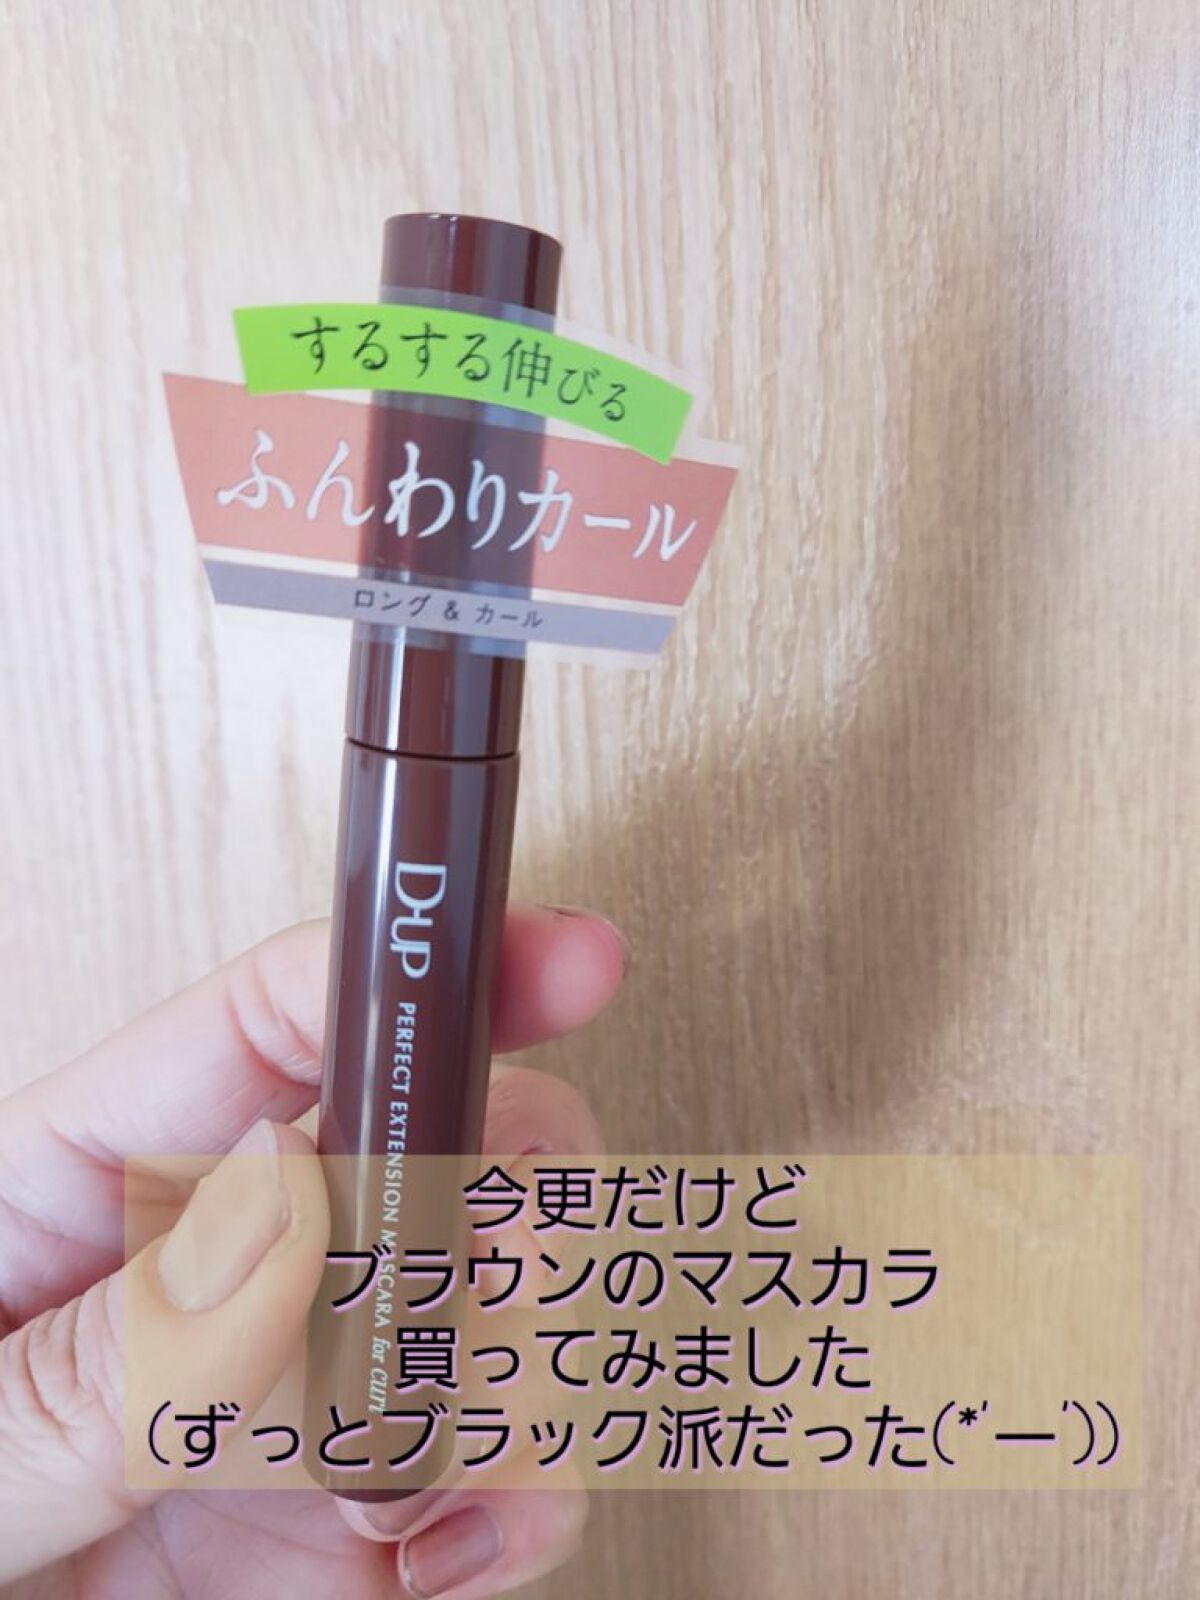 するする伸びる
ふんわりカール
ロング & カール
D-UP
PERFECT EXTENSION MASCARA for curl
今更だけど
ブラウンのマスカラ
買ってみました
(ずっとブラック派だった(*´ー`))